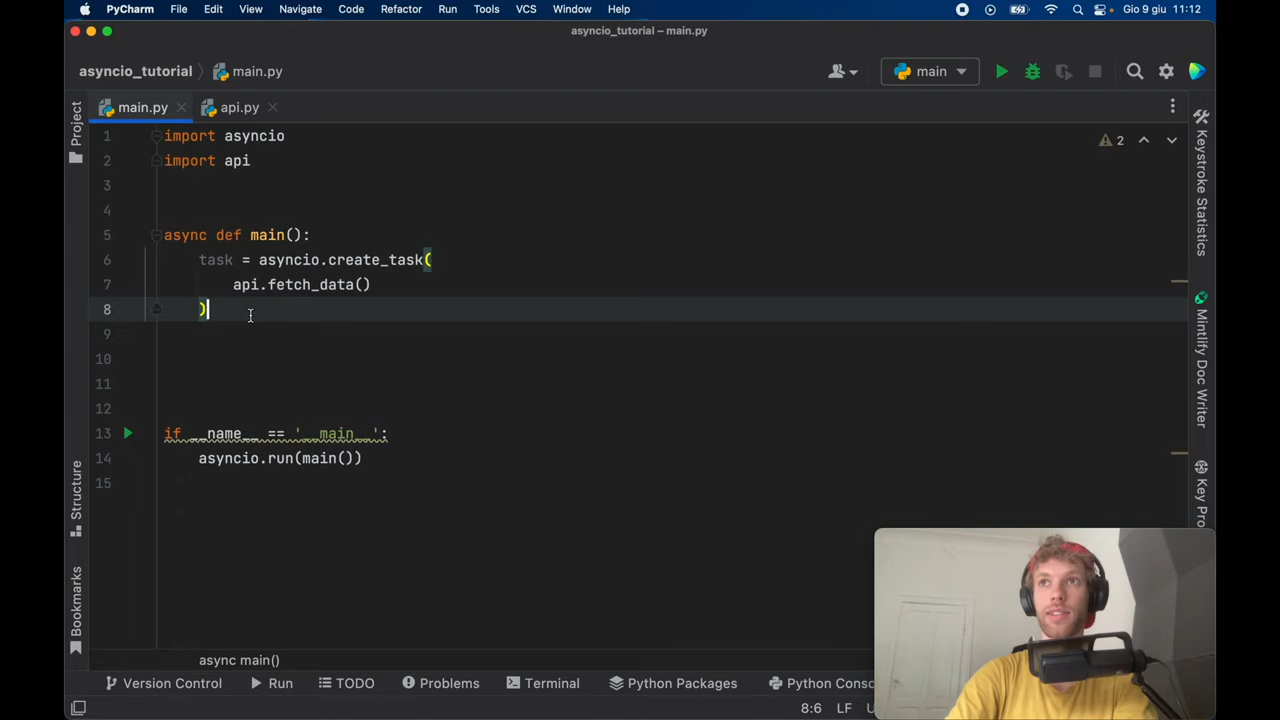 PyCharm File Edit View Navigate Code Refactor Run Tools VCS Window Help Gio 9 giu 11:12
asyncio_tutorial – main.py
asyncio_tutorial main.py main
main.py api.py
Project
1 import asyncio
2 import api
2
3
4
5 async def main():
6 task = asyncio.create_task(
7 api.fetch_data()
8 )
9
10
11
12
13 if __name__ == '__main__':
14 asyncio.run(main())
15
Keystroke Statistics
Mintlify Doc Writer
Key Pro
Structure
Bookmarks
async main()
Version Control Run TODO Problems Terminal Python Packages Python
8:6 LF